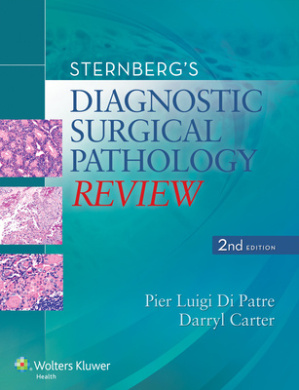 STERNBERG'S
DIAGNOSTIC
SURGICAL
PATHOLOGY
REVIEW
2nd EDITION
Pier Luigi Di Patre
Darryl Carter
Wolters Kluwer
Health